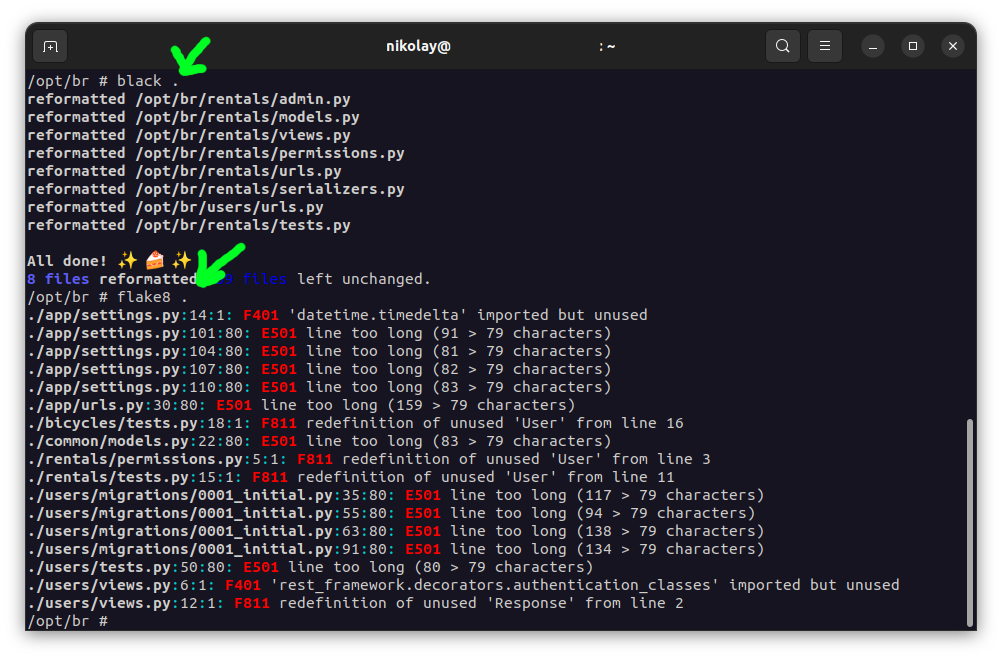 nikolay@ : ~
/opt/br # black .
reformatted /opt/br/rentals/admin.py
reformatted /opt/br/rentals/models.py
reformatted /opt/br/rentals/views.py
reformatted /opt/br/rentals/permissions.py
reformatted /opt/br/rentals/urls.py
reformatted /opt/br/rentals/serializers.py
reformatted /opt/br/users/urls.py
reformatted /opt/br/rentals/tests.py
All done! ✨ 🍰 ✨
8 files reformatted files left unchanged.
/opt/br # flake8 .
./app/settings.py:14:1: F401 'datetime.timedelta' imported but unused
./app/settings.py:101:80: E501 line too long (91 > 79 characters)
./app/settings.py:104:80: E501 line too long (81 > 79 characters)
./app/settings.py:107:80: E501 line too long (82 > 79 characters)
./app/settings.py:110:80: E501 line too long (83 > 79 characters)
./app/urls.py:30:80: E501 line too long (159 > 79 characters)
./bicycles/tests.py:18:1: F811 redefinition of unused 'User' from line 16
./common/models.py:22:80: E501 line too long (83 > 79 characters)
./rentals/permissions.py:5:1: F811 redefinition of unused 'User' from line 3
./rentals/tests.py:15:1: F811 redefinition of unused 'User' from line 11
./users/migrations/0001_initial.py:35:80: E501 line too long (117 > 79 characters)
./users/migrations/0001_initial.py:55:80: E501 line too long (94 > 79 characters)
./users/migrations/0001_initial.py:63:80: E501 line too long (138 > 79 characters)
./users/migrations/0001_initial.py:91:80: E501 line too long (134 > 79 characters)
./users/tests.py:50:80: E501 line too long (80 > 79 characters)
./users/views.py:6:1: F401 'rest_framework.decorators.authentication_classes' imported but unused
./users/views.py:12:1: F811 redefinition of unused 'Response' from line 2
/opt/br #